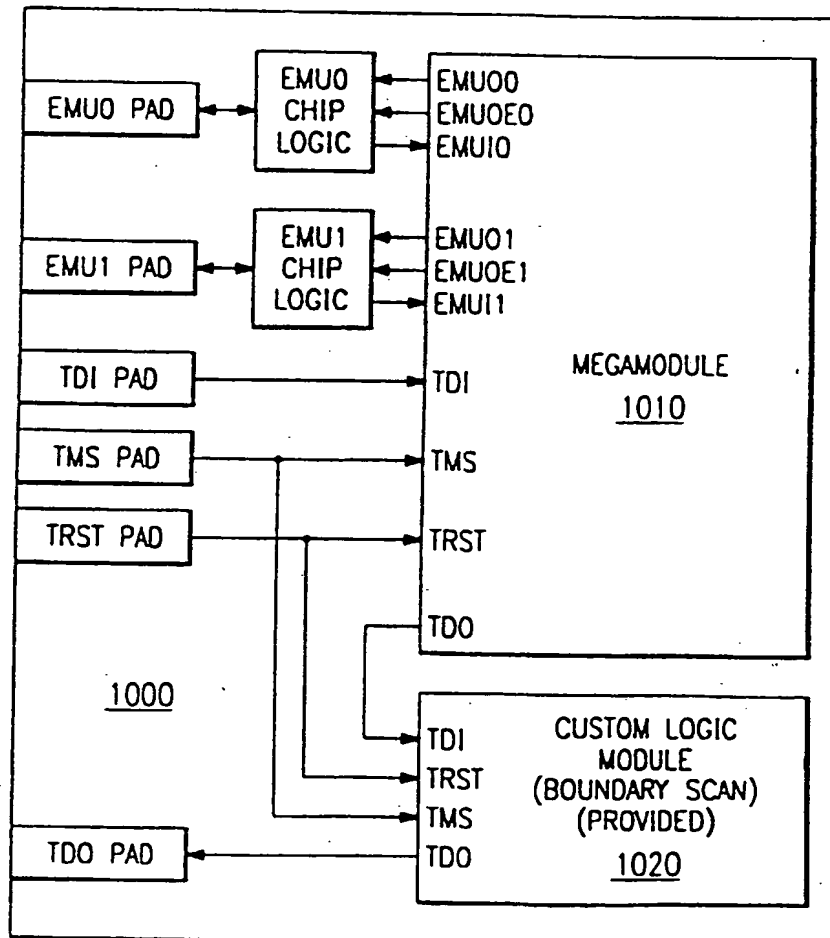 EMU0 PAD
EMU0
CHIP
LOGIC
EMUO0
EMUOE0
EMUI0
EMU1 PAD
EMU1
CHIP
LOGIC
EMUO1
EMUOE1
EMUI1
TDI PAD
TDI
MEGAMODULE
1010
TMS PAD
TMS
TRST PAD
TRST
TDO
1000
TDI
TRST
TMS
TDO
CUSTOM LOGIC
MODULE
(BOUNDARY SCAN)
(PROVIDED)
1020
TDO PAD